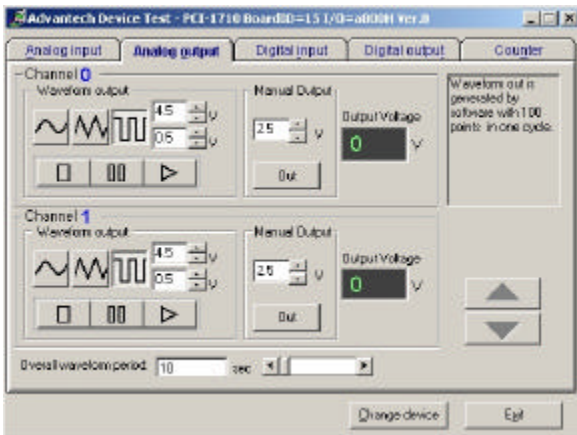 Advantech Device Test - PCI-1710 BoardID=15 I/O=a000H Ver.B
Analog input
Analog output
Digital input
Digital output
Counter
Channel 0
Waveform output
4.5 V
0.5 V
Manual Output
2.5 V
Out
Output Voltage
0 V
Waveform out is
generated by
software with 100
points in one cycle.
Channel 1
Waveform output
4.5 V
0.5 V
Manual Output
2.5 V
Out
Output Voltage
0 V
Overall waveform period: 10 sec
Change device
Exit